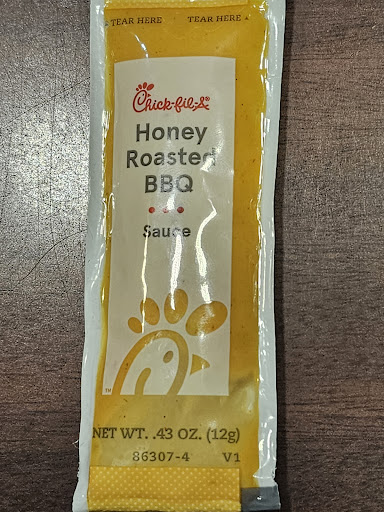 TEAR HERE TEAR HERE
Chick-fil-A®
Honey
Roasted
BBQ
Sauce
TM
NET WT. .43 OZ. (12g)
86307-4 V1